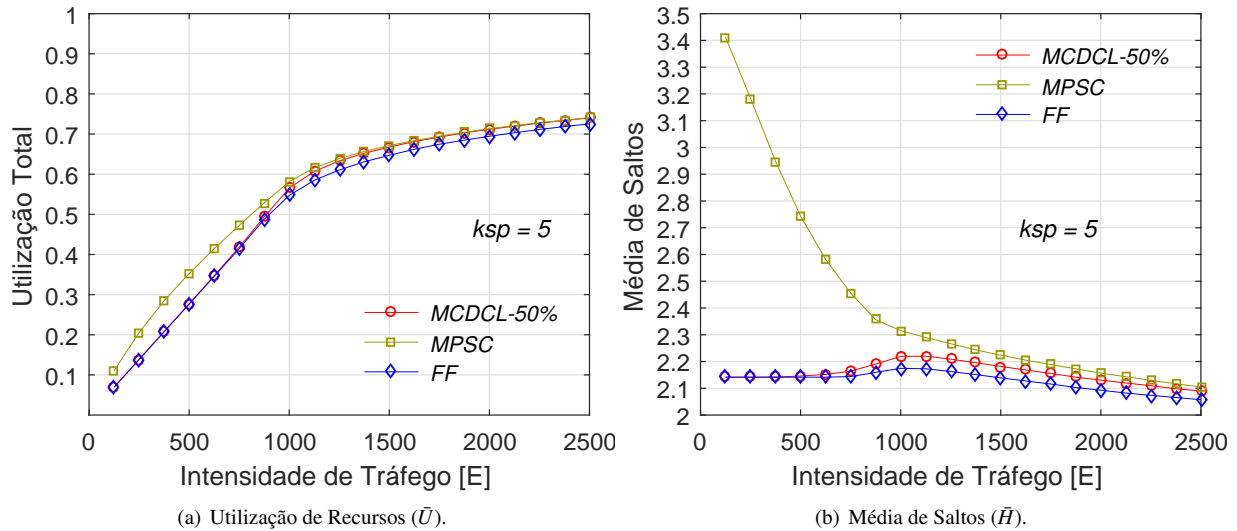 1
0.9
0.8
0.7
0.6
0.5
0.4
0.3
0.2
0.1
Utilização Total
ksp = 5
MCDCL-50%
MPSC
FF
0 500 1000 1500 2000 2500
Intensidade de Tráfego [E]
(a) Utilização de Recursos (Ū).
3.5
3.4
3.3
3.2
3.1
3
2.9
2.8
2.7
2.6
2.5
2.4
2.3
2.2
2.1
2
Média de Saltos
MCDCL-50%
MPSC
FF
ksp = 5
0 500 1000 1500 2000 2500
Intensidade de Tráfego [E]
(b) Média de Saltos (H̄).